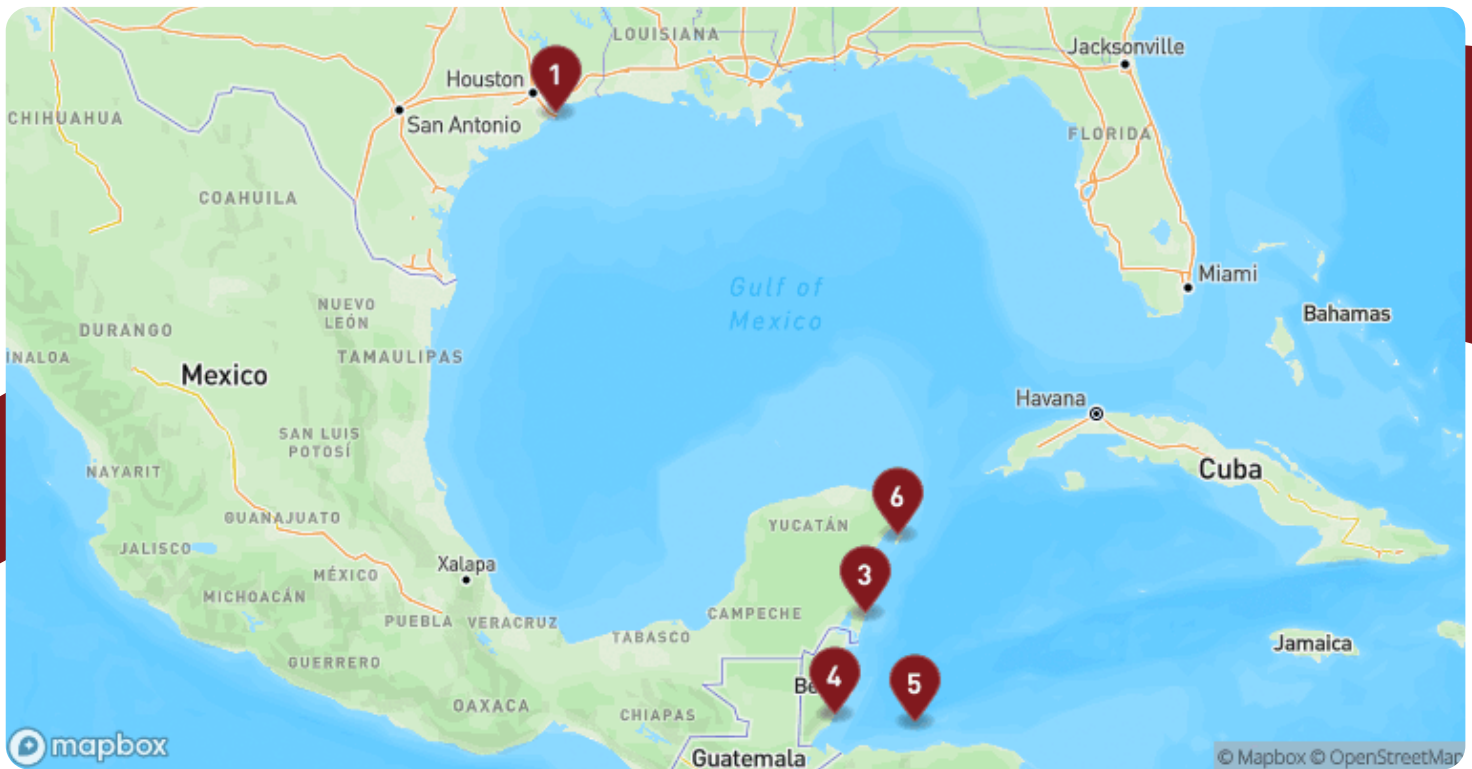 LOUISIANA
Jacksonville
Houston
1
CHIHUAHUA
San Antonio
FLORIDA
COAHUILA
Gulf of
Mexico
Miami
NUEVO
LEÓN
Bahamas
DURANGO
INALOA
TAMAULIPAS
Mexico
Havana
SAN LUIS
POTOSÍ
NAYARIT
Cuba
6
GUANAJUATO
YUCATÁN
JALISCO
Xalapa
MÉXICO
3
MICHOACÁN
PUEBLA
VERACRUZ
CAMPECHE
TABASCO
Jamaica
GUERRERO
Be
4
5
OAXACA
CHIAPAS
mapbox
Guatemala
© Mapbox © OpenStreetMap